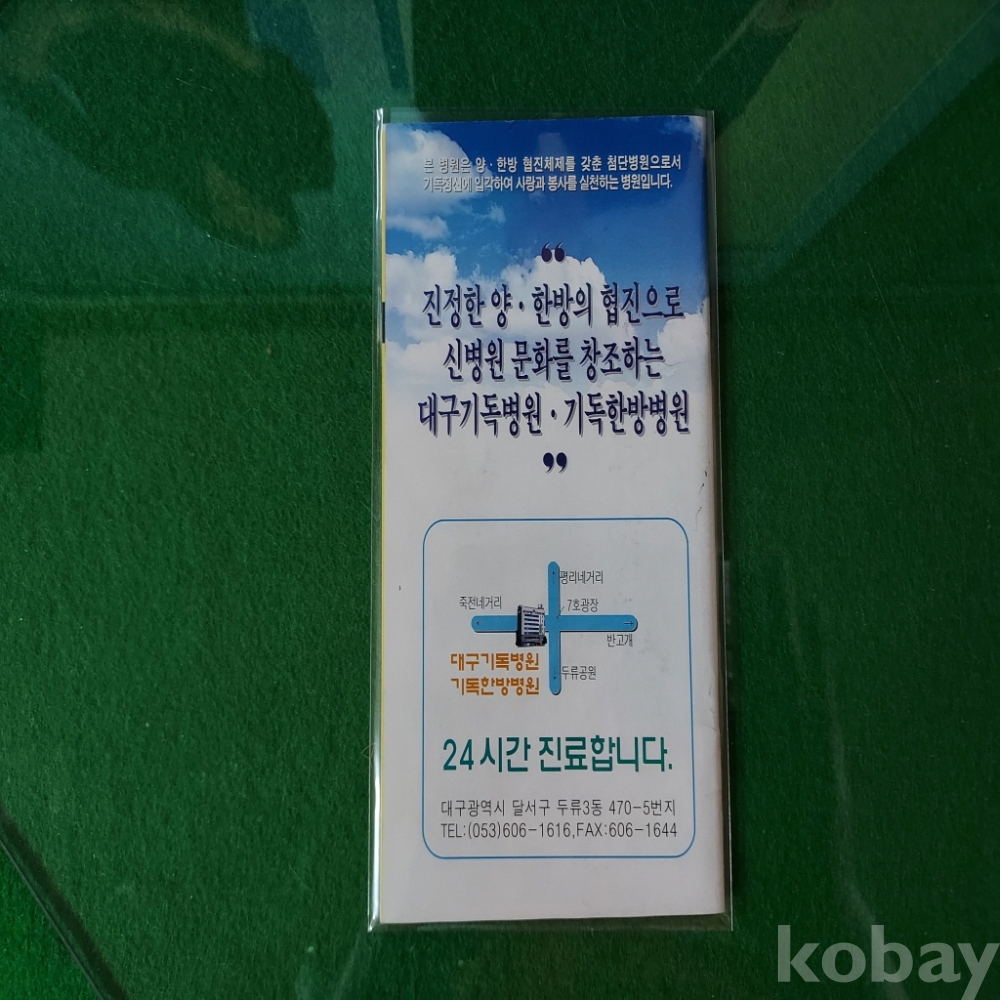 본 병원은 양·한방 협진체제를 갖춘 첨단병원으로서
기독정신에 입각하여 사랑과 봉사를 실천하는 병원입니다.
“
진정한 양·한방의 협진으로
신병원 문화를 창조하는
대구기독병원·기독한방병원
”
평리네거리
죽전네거리
7호광장
반고개
대구기독병원
기독한방병원
두류공원
24시간 진료합니다.
대구광역시 달서구 두류3동 470-5번지
TEL:(053)606-1616,FAX:606-1644
kobay